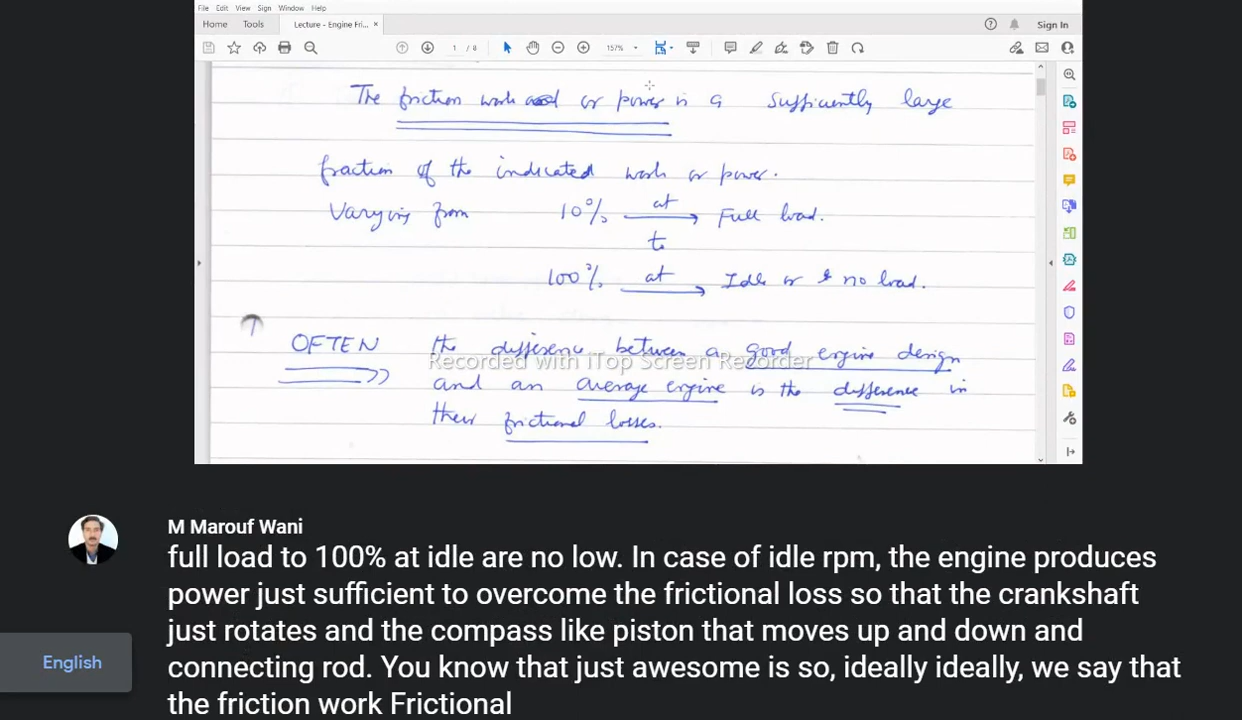 File Edit View Sign Window Help
Home Tools Lecture - Engine Fri... × Sign In
1 / 8 157%
The friction work or power is a sufficiently large
fraction of the indicated work or power.
Varying from 10% at Full load.
to
100% at Idle or no load.
OFTEN the difference between a good engine design
Recorded with iTop Screen Recorder
and an average engine is the difference in
their frictional losses.
M Marouf Wani
full load to 100% at idle are no low. In case of idle rpm, the engine produces
power just sufficient to overcome the frictional loss so that the crankshaft
just rotates and the compass like piston that moves up and down and
connecting rod. You know that just awesome is so, ideally ideally, we say that
the friction work Frictional
English